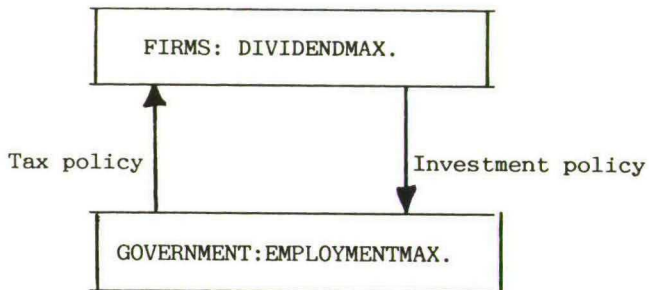 FIRMS: DIVIDENDMAX.
Tax policy
Investment policy
GOVERNMENT:EMPLOYMENTMAX.